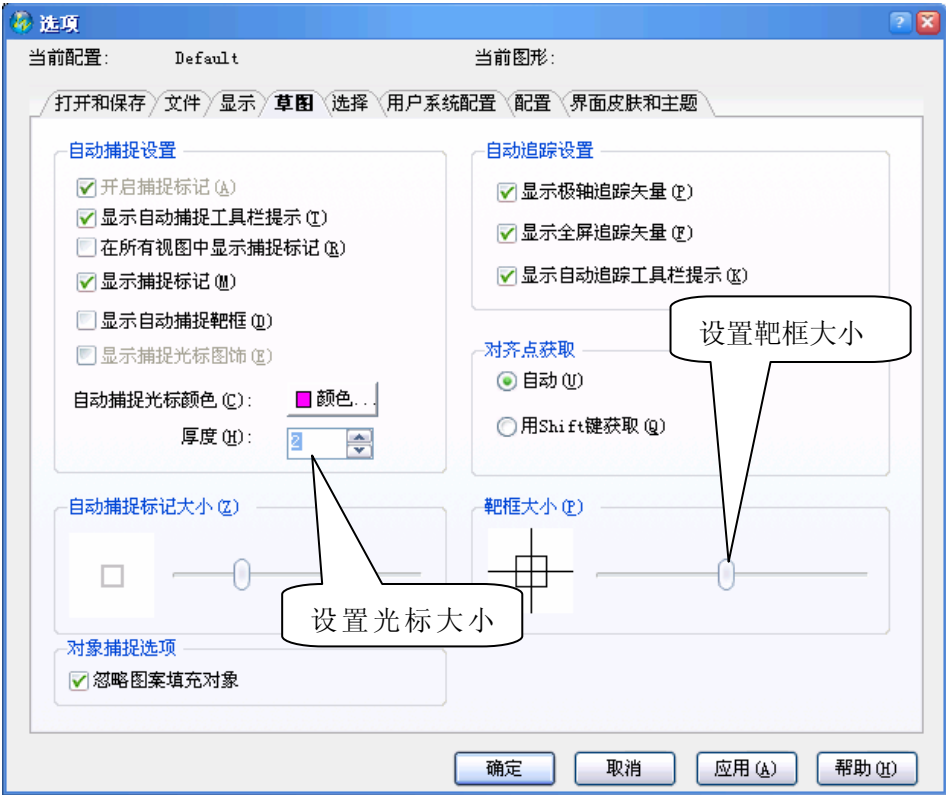 选项
当前配置: Default 当前图形:
打开和保存 文件 显示 草图 选择 用户系统配置 配置 界面皮肤和主题
自动捕捉设置
开启捕捉标记(A)
显示自动捕捉工具栏提示(T)
在所有视图中显示捕捉标记(R)
显示捕捉标记(M)
显示自动捕捉靶框(D)
显示捕捉光标图饰(E)
自动捕捉光标颜色(C): 颜色...
厚度(H): 2
自动追踪设置
显示极轴追踪矢量(P)
显示全屏追踪矢量(F)
显示自动追踪工具栏提示(K)
设置靶框大小
对齐点获取
自动(U)
用Shift键获取(Q)
自动捕捉标记大小(Z)
靶框大小(P)
设置光标大小
对象捕捉选项
忽略图案填充对象
确定 取消 应用(A) 帮助(H)